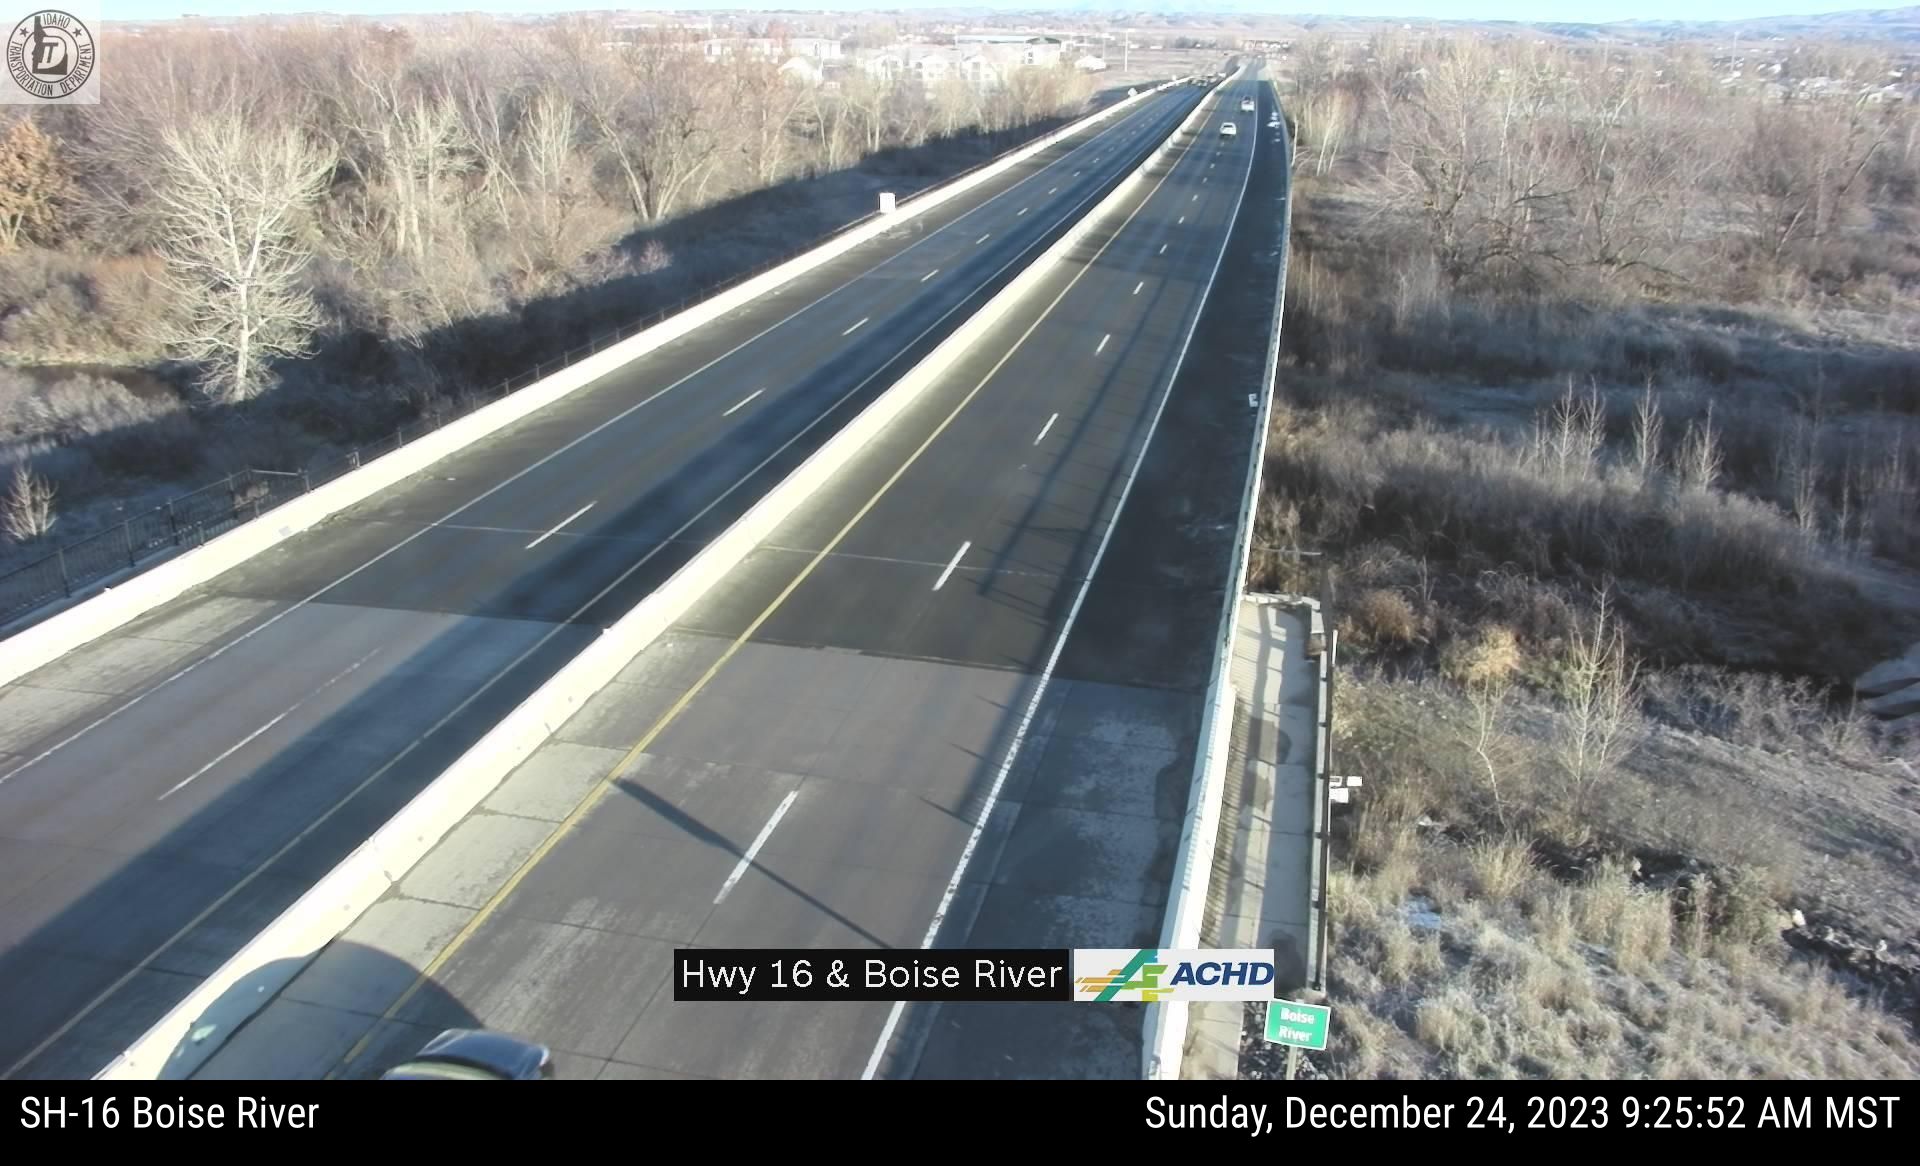 IDAHO
TRANSPORTATION DEPARTMENT
Hwy 16 & Boise River
ACHD
Boise
River
SH-16 Boise River
Sunday, December 24, 2023 9:25:52 AM MST